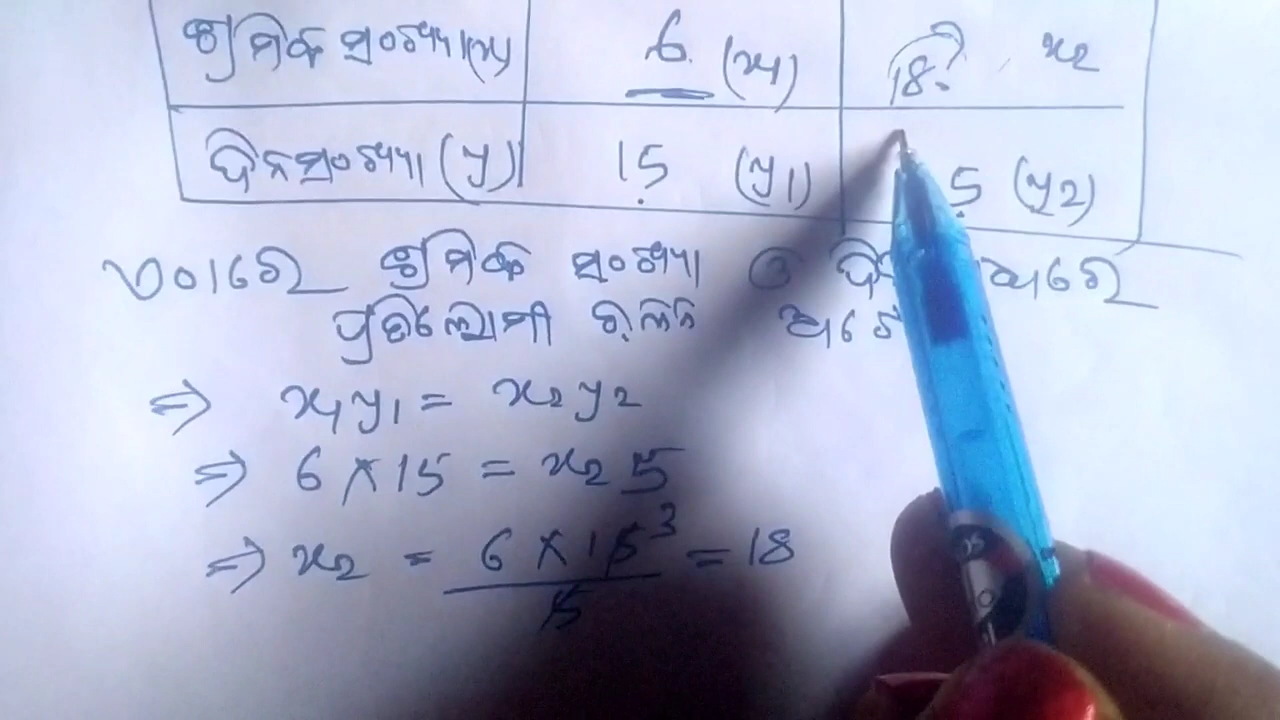 ଶ୍ରମିକ ସଂଖ୍ୟା(x) 6 (x1) 18 ? x2
ଦିନସଂଖ୍ୟା (y) 15 (y1) 5 (y2)
ଏଠାରେ ଶ୍ରମିକ ସଂଖ୍ୟା ଓ
ପ୍ରତିଲୋମୀ ଚଳନ
⇒ x1y1 = x2y2
⇒ 6 × 15 = x2 5
⇒ x2 = 6 × 15 3 / 5 = 18